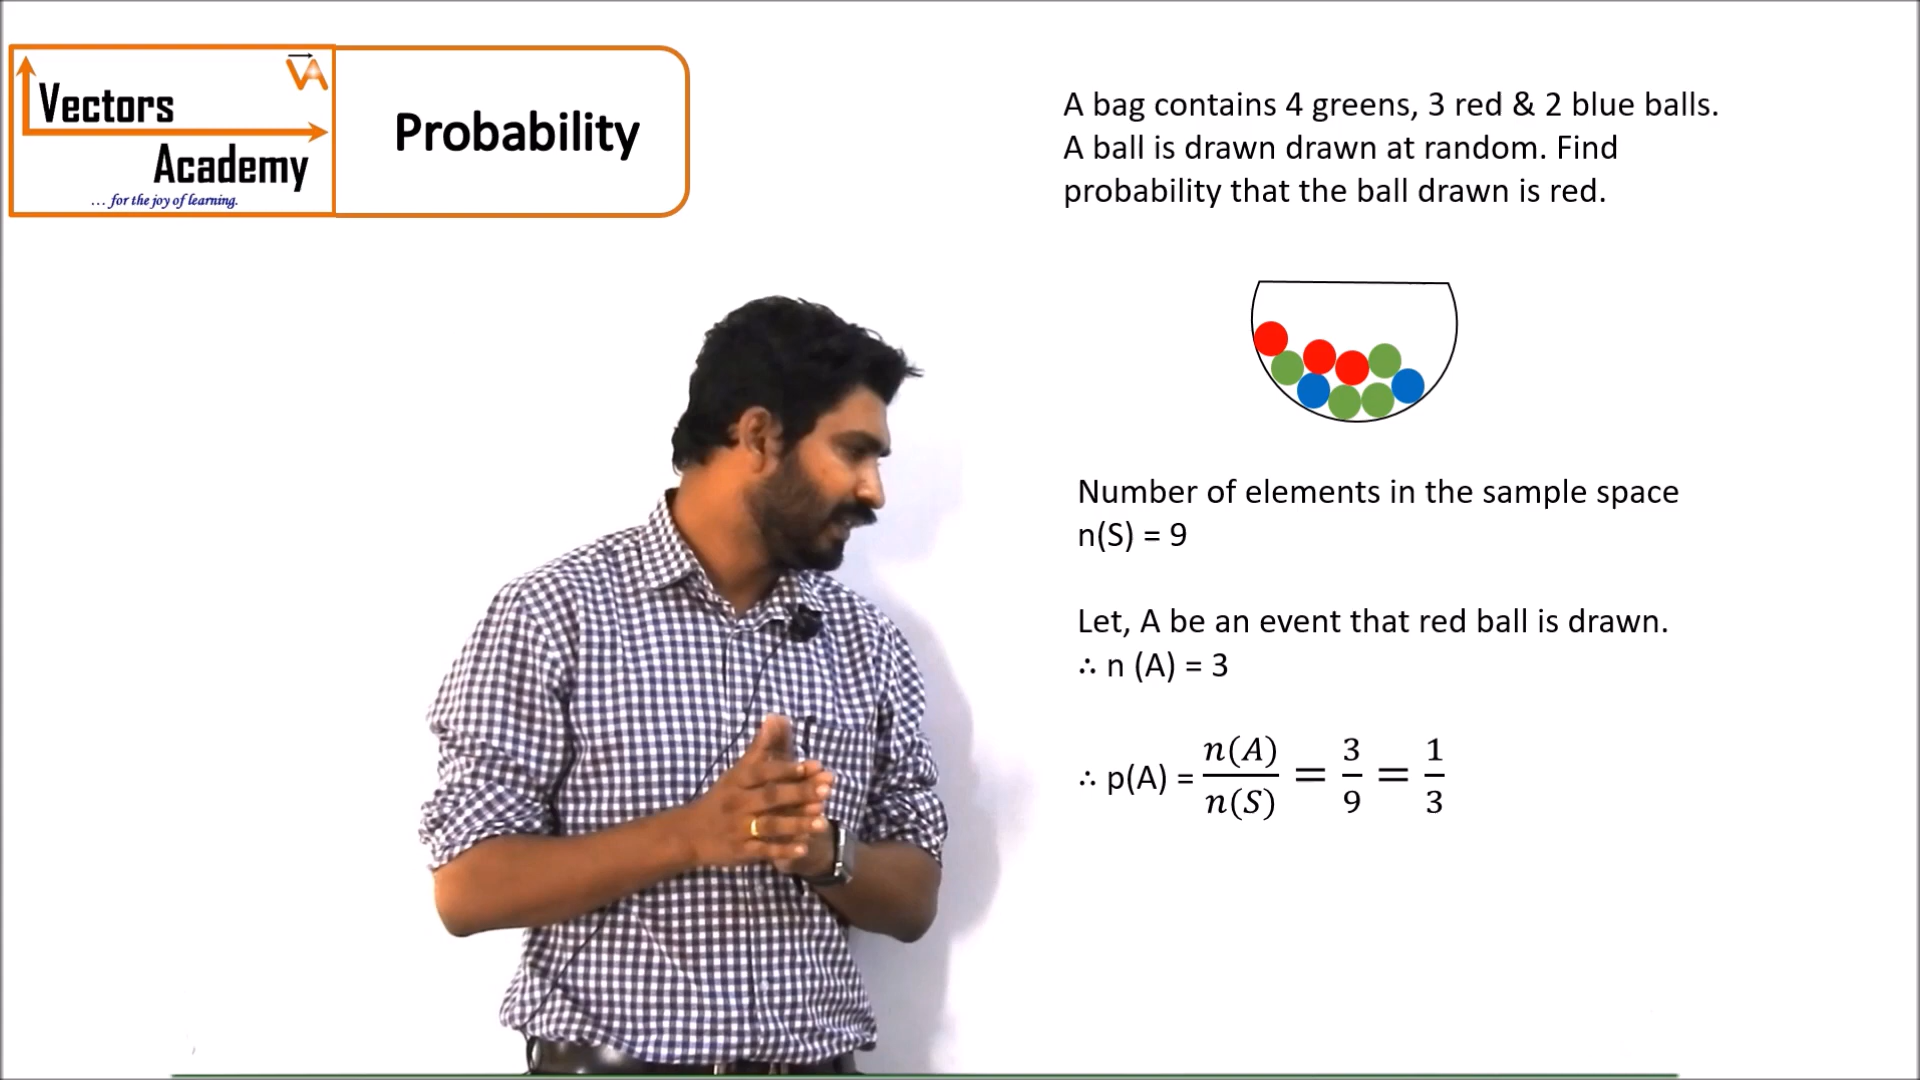 VA
Vectors
Academy
... for the joy of learning.
Probability
A bag contains 4 greens, 3 red & 2 blue balls.
A ball is drawn drawn at random. Find
probability that the ball drawn is red.
Number of elements in the sample space
n(S) = 9
Let, A be an event that red ball is drawn.
∴ n (A) = 3
∴ p(A) = n(A)/n(S) = 3/9 = 1/3